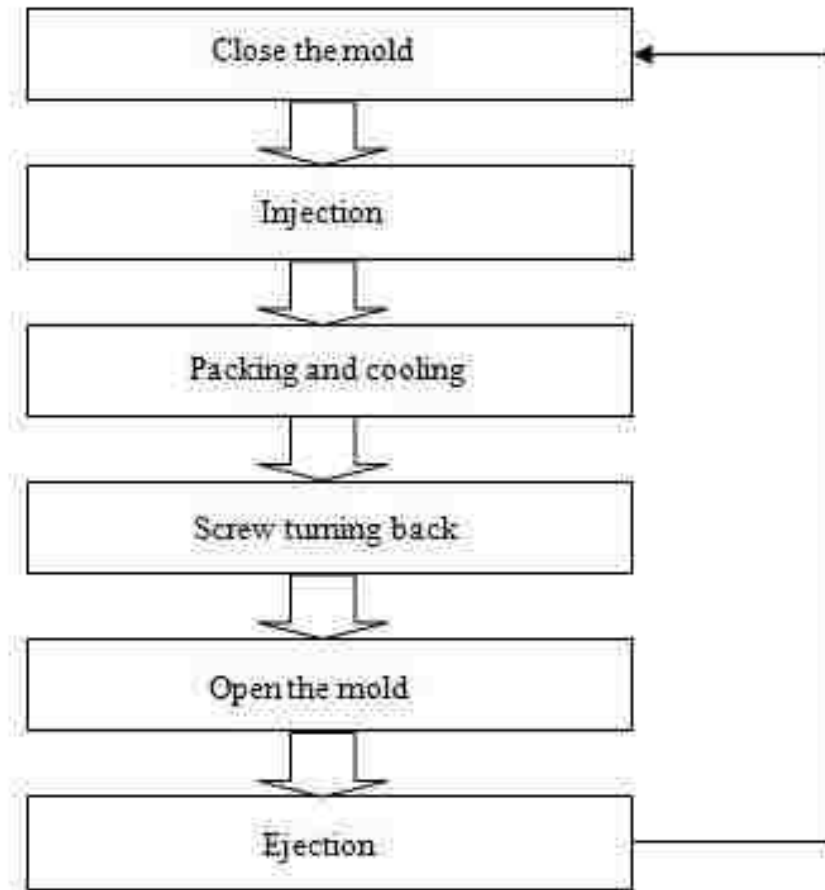 Close the mold
Injection
Packing and cooling
Screw turning back
Open the mold
Ejection